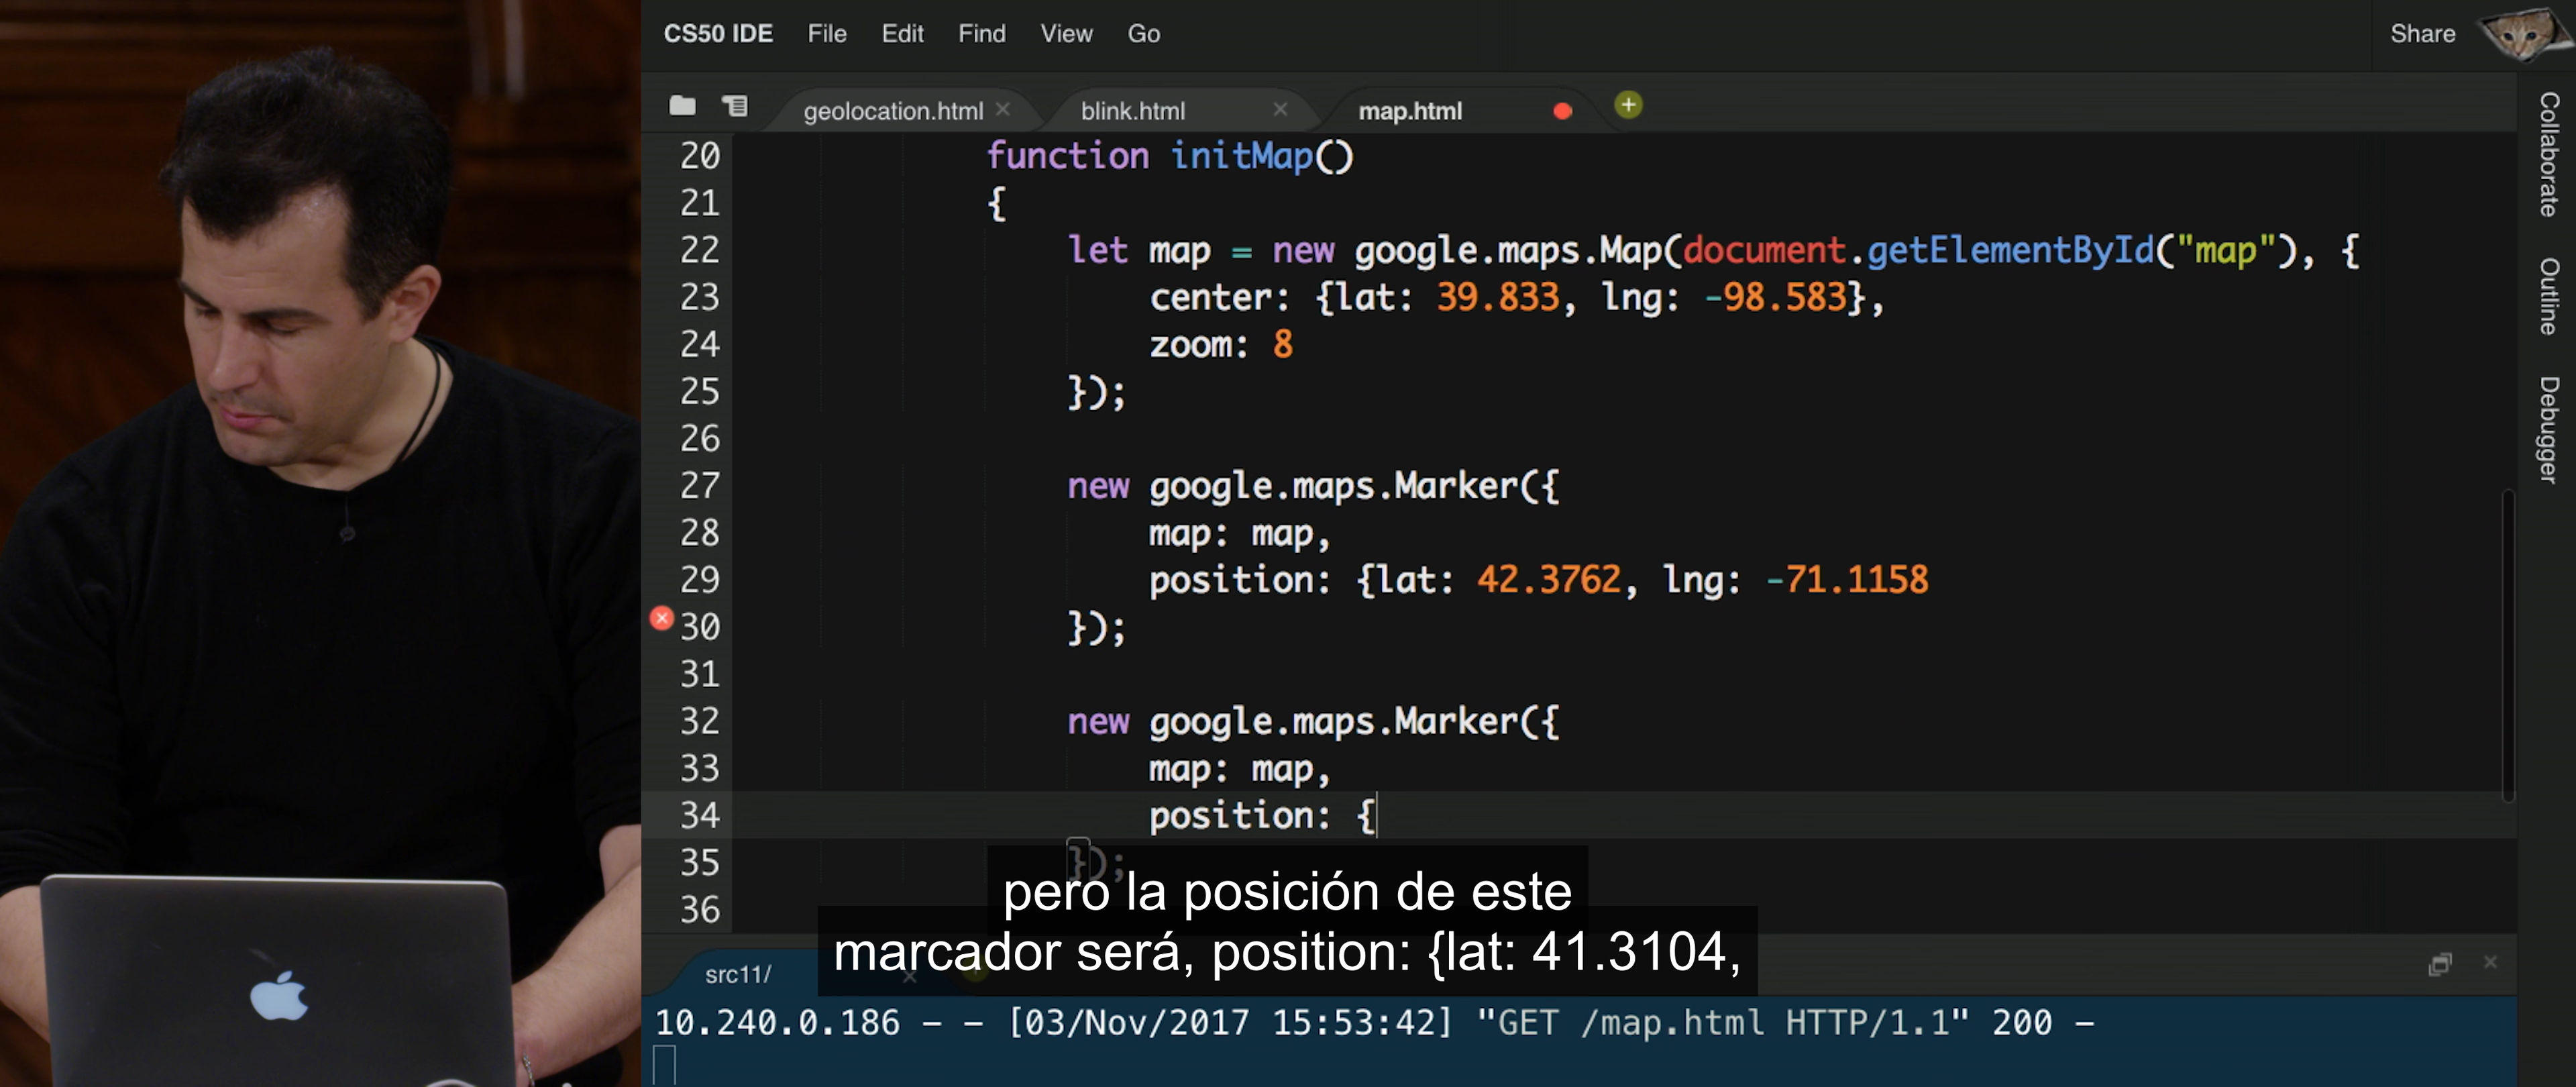 CS50 IDE File Edit Find View Go Share
geolocation.html blink.html map.html
20 function initMap()
21 {
22 let map = new google.maps.Map(document.getElementById("map"), {
23 center: {lat: 39.833, lng: -98.583},
24 zoom: 8
25 });
26
27 new google.maps.Marker({
28 map: map,
29 position: {lat: 42.3762, lng: -71.1158
30 });
31
32 new google.maps.Marker({
33 map: map,
34 position: {
35 });
36
pero la posición de este
marcador será, position: {lat: 41.3104,
src11/
10.240.0.186 - - [03/Nov/2017 15:53:42] "GET /map.html HTTP/1.1" 200 -
Collaborate
Outline
Debugger